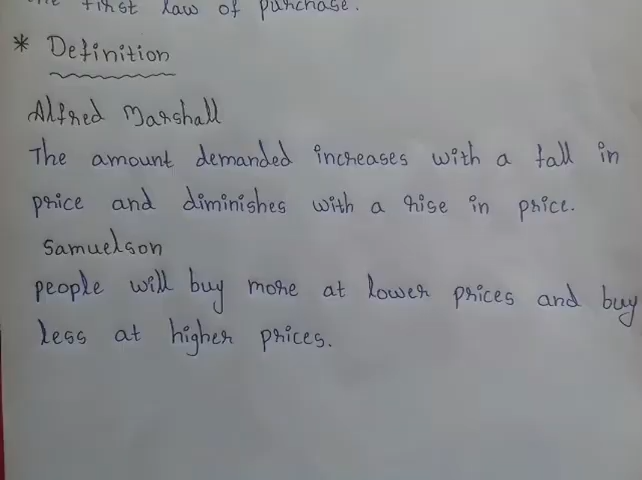 the first law of purchase.
* Definition
Alfred Marshall
The amount demanded increases with a fall in
price and diminishes with a rise in price.
Samuelson
people will buy more at lower prices and buy
less at higher prices.